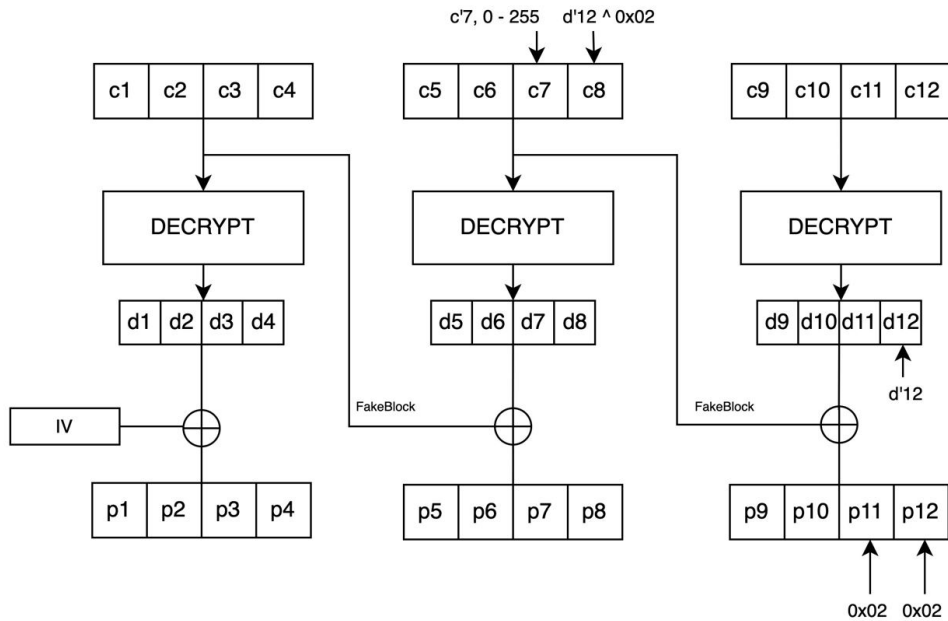 c'7, 0 - 255 d'12 ^ 0x02
c1 c2 c3 c4 c5 c6 c7 c8 c9 c10 c11 c12
DECRYPT DECRYPT DECRYPT
d1 d2 d3 d4 d5 d6 d7 d8 d9 d10 d11 d12
d'12
FakeBlock FakeBlock
IV
p1 p2 p3 p4 p5 p6 p7 p8 p9 p10 p11 p12
0x02 0x02